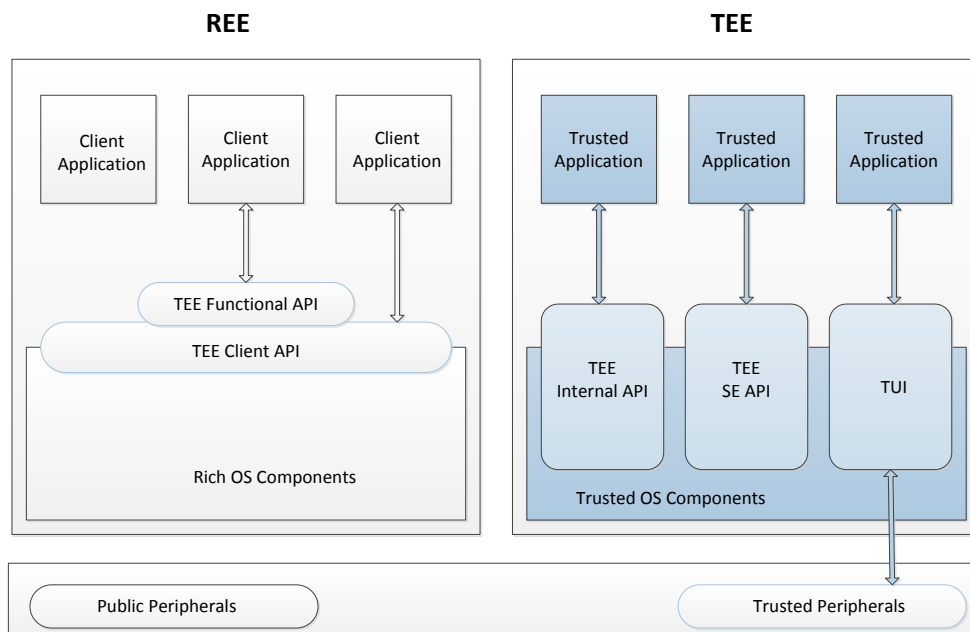 REE
TEE
Client
Application
Client
Application
Client
Application
Trusted
Application
Trusted
Application
Trusted
Application
TEE Functional API
TEE Client API
TEE
Internal API
TEE
SE API
TUI
Rich OS Components
Trusted OS Components
Public Peripherals
Trusted Peripherals